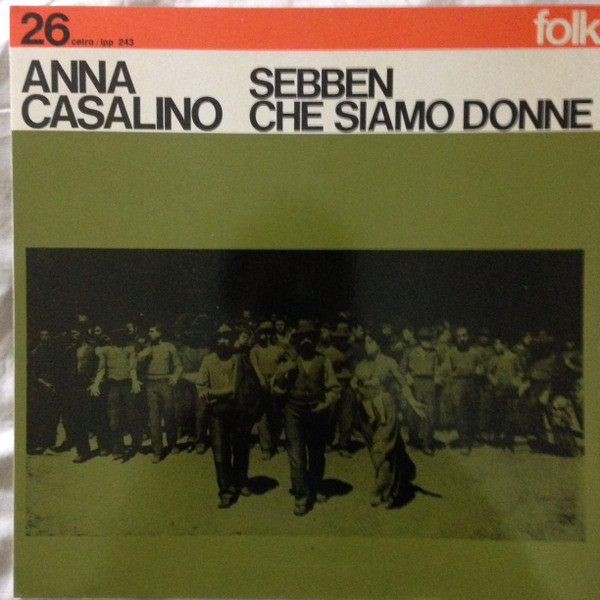 26 cetra / lpp 243 folk
ANNA
CASALINO
SEBBEN
CHE SIAMO DONNE